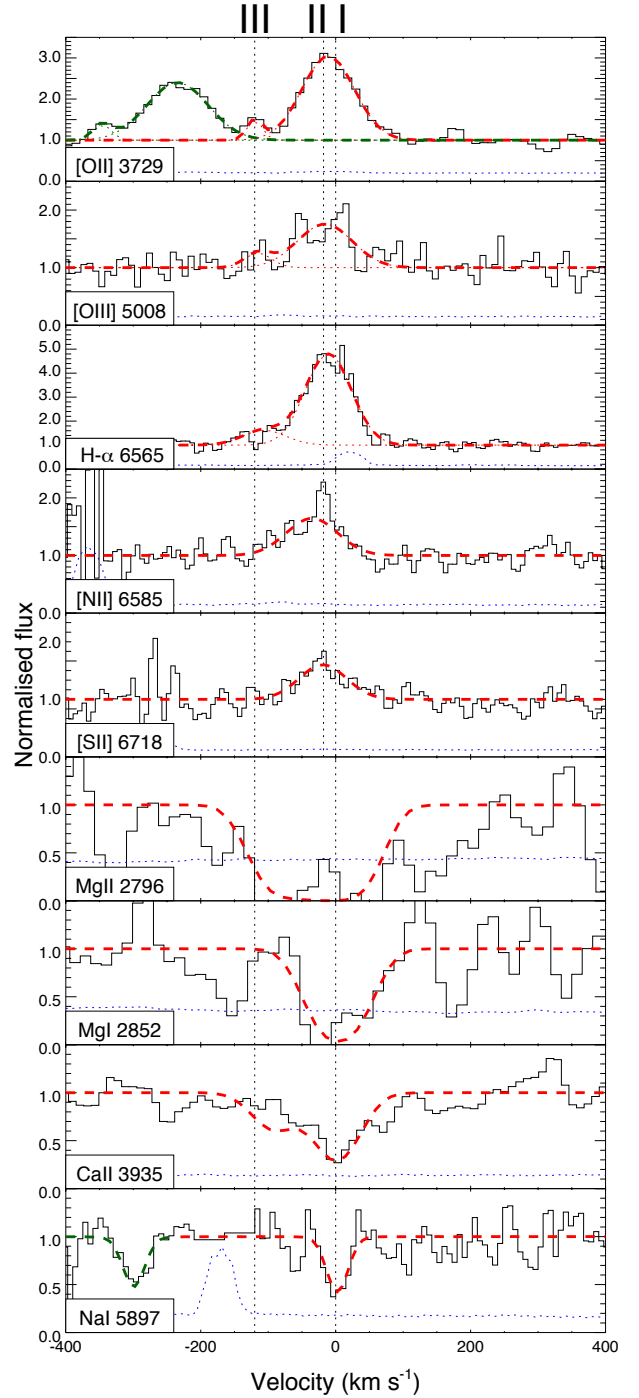 III II I
3.0
2.0
1.0
0.0
[OII] 3729
2.0
1.0
0.0
[OIII] 5008
5.0
4.0
3.0
2.0
1.0
0.0
H-α 6565
2.0
1.0
0.0
[NII] 6585
2.0
1.0
0.0
[SII] 6718
1.0
0.5
0.0
MgII 2796
1.0
0.5
0.0
MgI 2852
1.0
0.5
0.0
CaII 3935
1.0
0.5
0.0
NaI 5897
Normalised flux
-400 -200 0 200 400
Velocity (km s⁻¹)